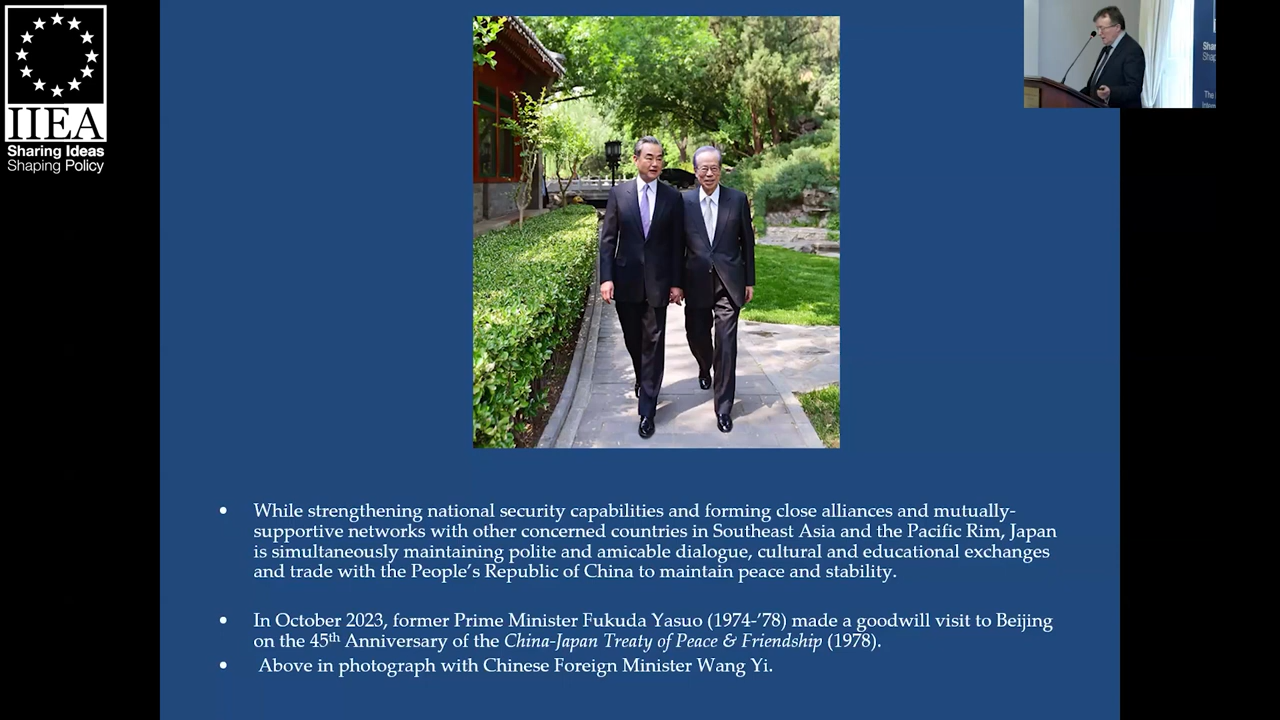 IIEA
Sharing Ideas
Shaping Policy
• While strengthening national security capabilities and forming close alliances and mutually-
supportive networks with other concerned countries in Southeast Asia and the Pacific Rim, Japan
is simultaneously maintaining polite and amicable dialogue, cultural and educational exchanges
and trade with the People's Republic of China to maintain peace and stability.
• In October 2023, former Prime Minister Fukuda Yasuo (1974-'78) made a goodwill visit to Beijing
on the 45th Anniversary of the China-Japan Treaty of Peace & Friendship (1978).
• Above in photograph with Chinese Foreign Minister Wang Yi.